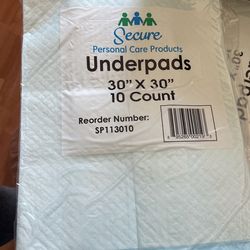 Secure
Personal Care Products
Underpads
30" X 30"
10 Count
Reorder Number:
SP113010